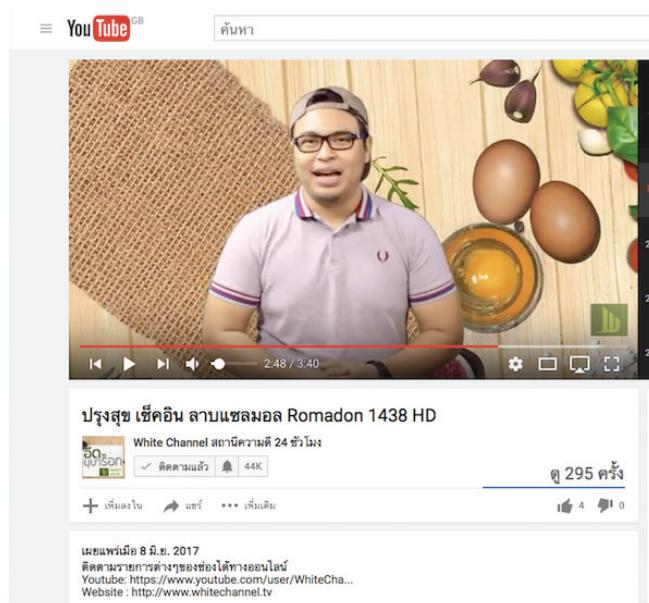 YouTube GB
ค้นหา
2:48 / 3:40
ปรุงสุข เช็คอิน ลาบแซลมอล Romadon 1438 HD
White Channel สถานีความดี 24 ชั่วโมง
ติดตามแล้ว 44K
ดู 295 ครั้ง
เพิ่มลงใน แชร์ เพิ่มเติม 4 0
เผยแพร่เมื่อ 8 มิ.ย. 2017
ติดตามรายการต่างๆของช่องได้ทางออนไลน์
Youtube: https://www.youtube.com/user/WhiteCha...
Website : http://www.whitechannel.tv